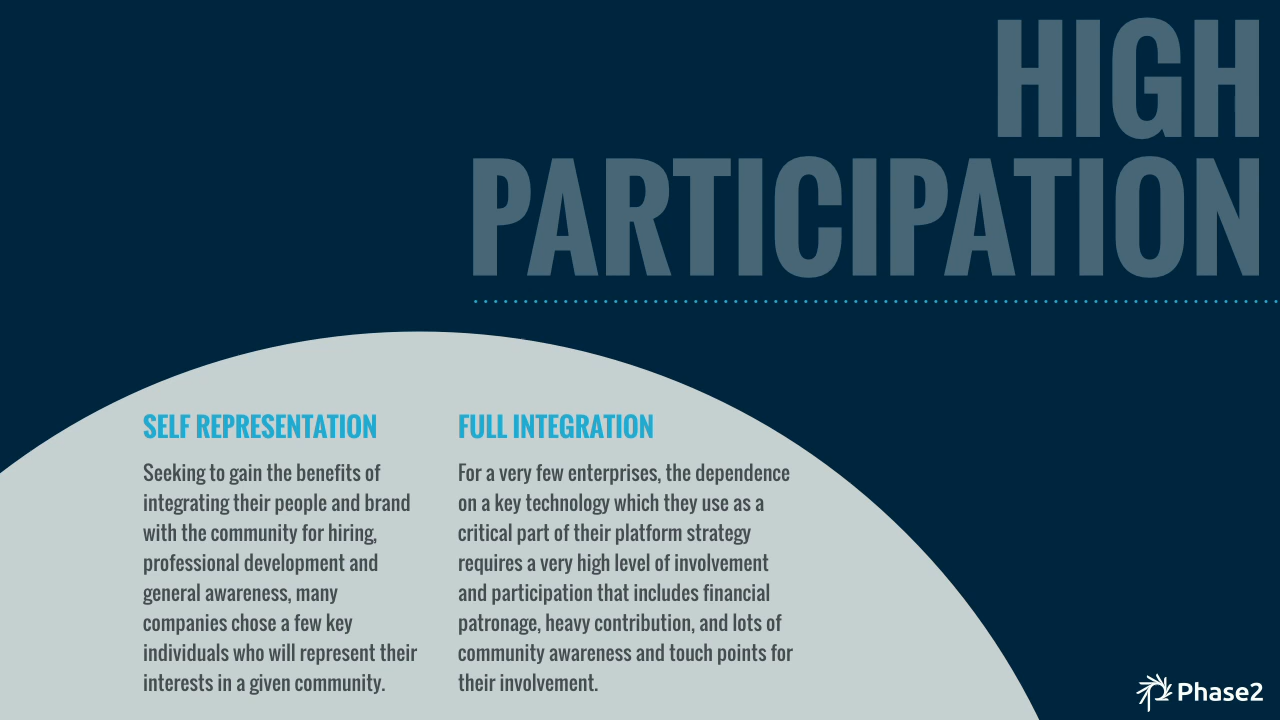 HIGH
PARTICIPATION
SELF REPRESENTATION
Seeking to gain the benefits of
integrating their people and brand
with the community for hiring,
professional development and
general awareness, many
companies chose a few key
individuals who will represent their
interests in a given community.
FULL INTEGRATION
For a very few enterprises, the dependence
on a key technology which they use as a
critical part of their platform strategy
requires a very high level of involvement
and participation that includes financial
patronage, heavy contribution, and lots of
community awareness and touch points for
their involvement.
Phase2